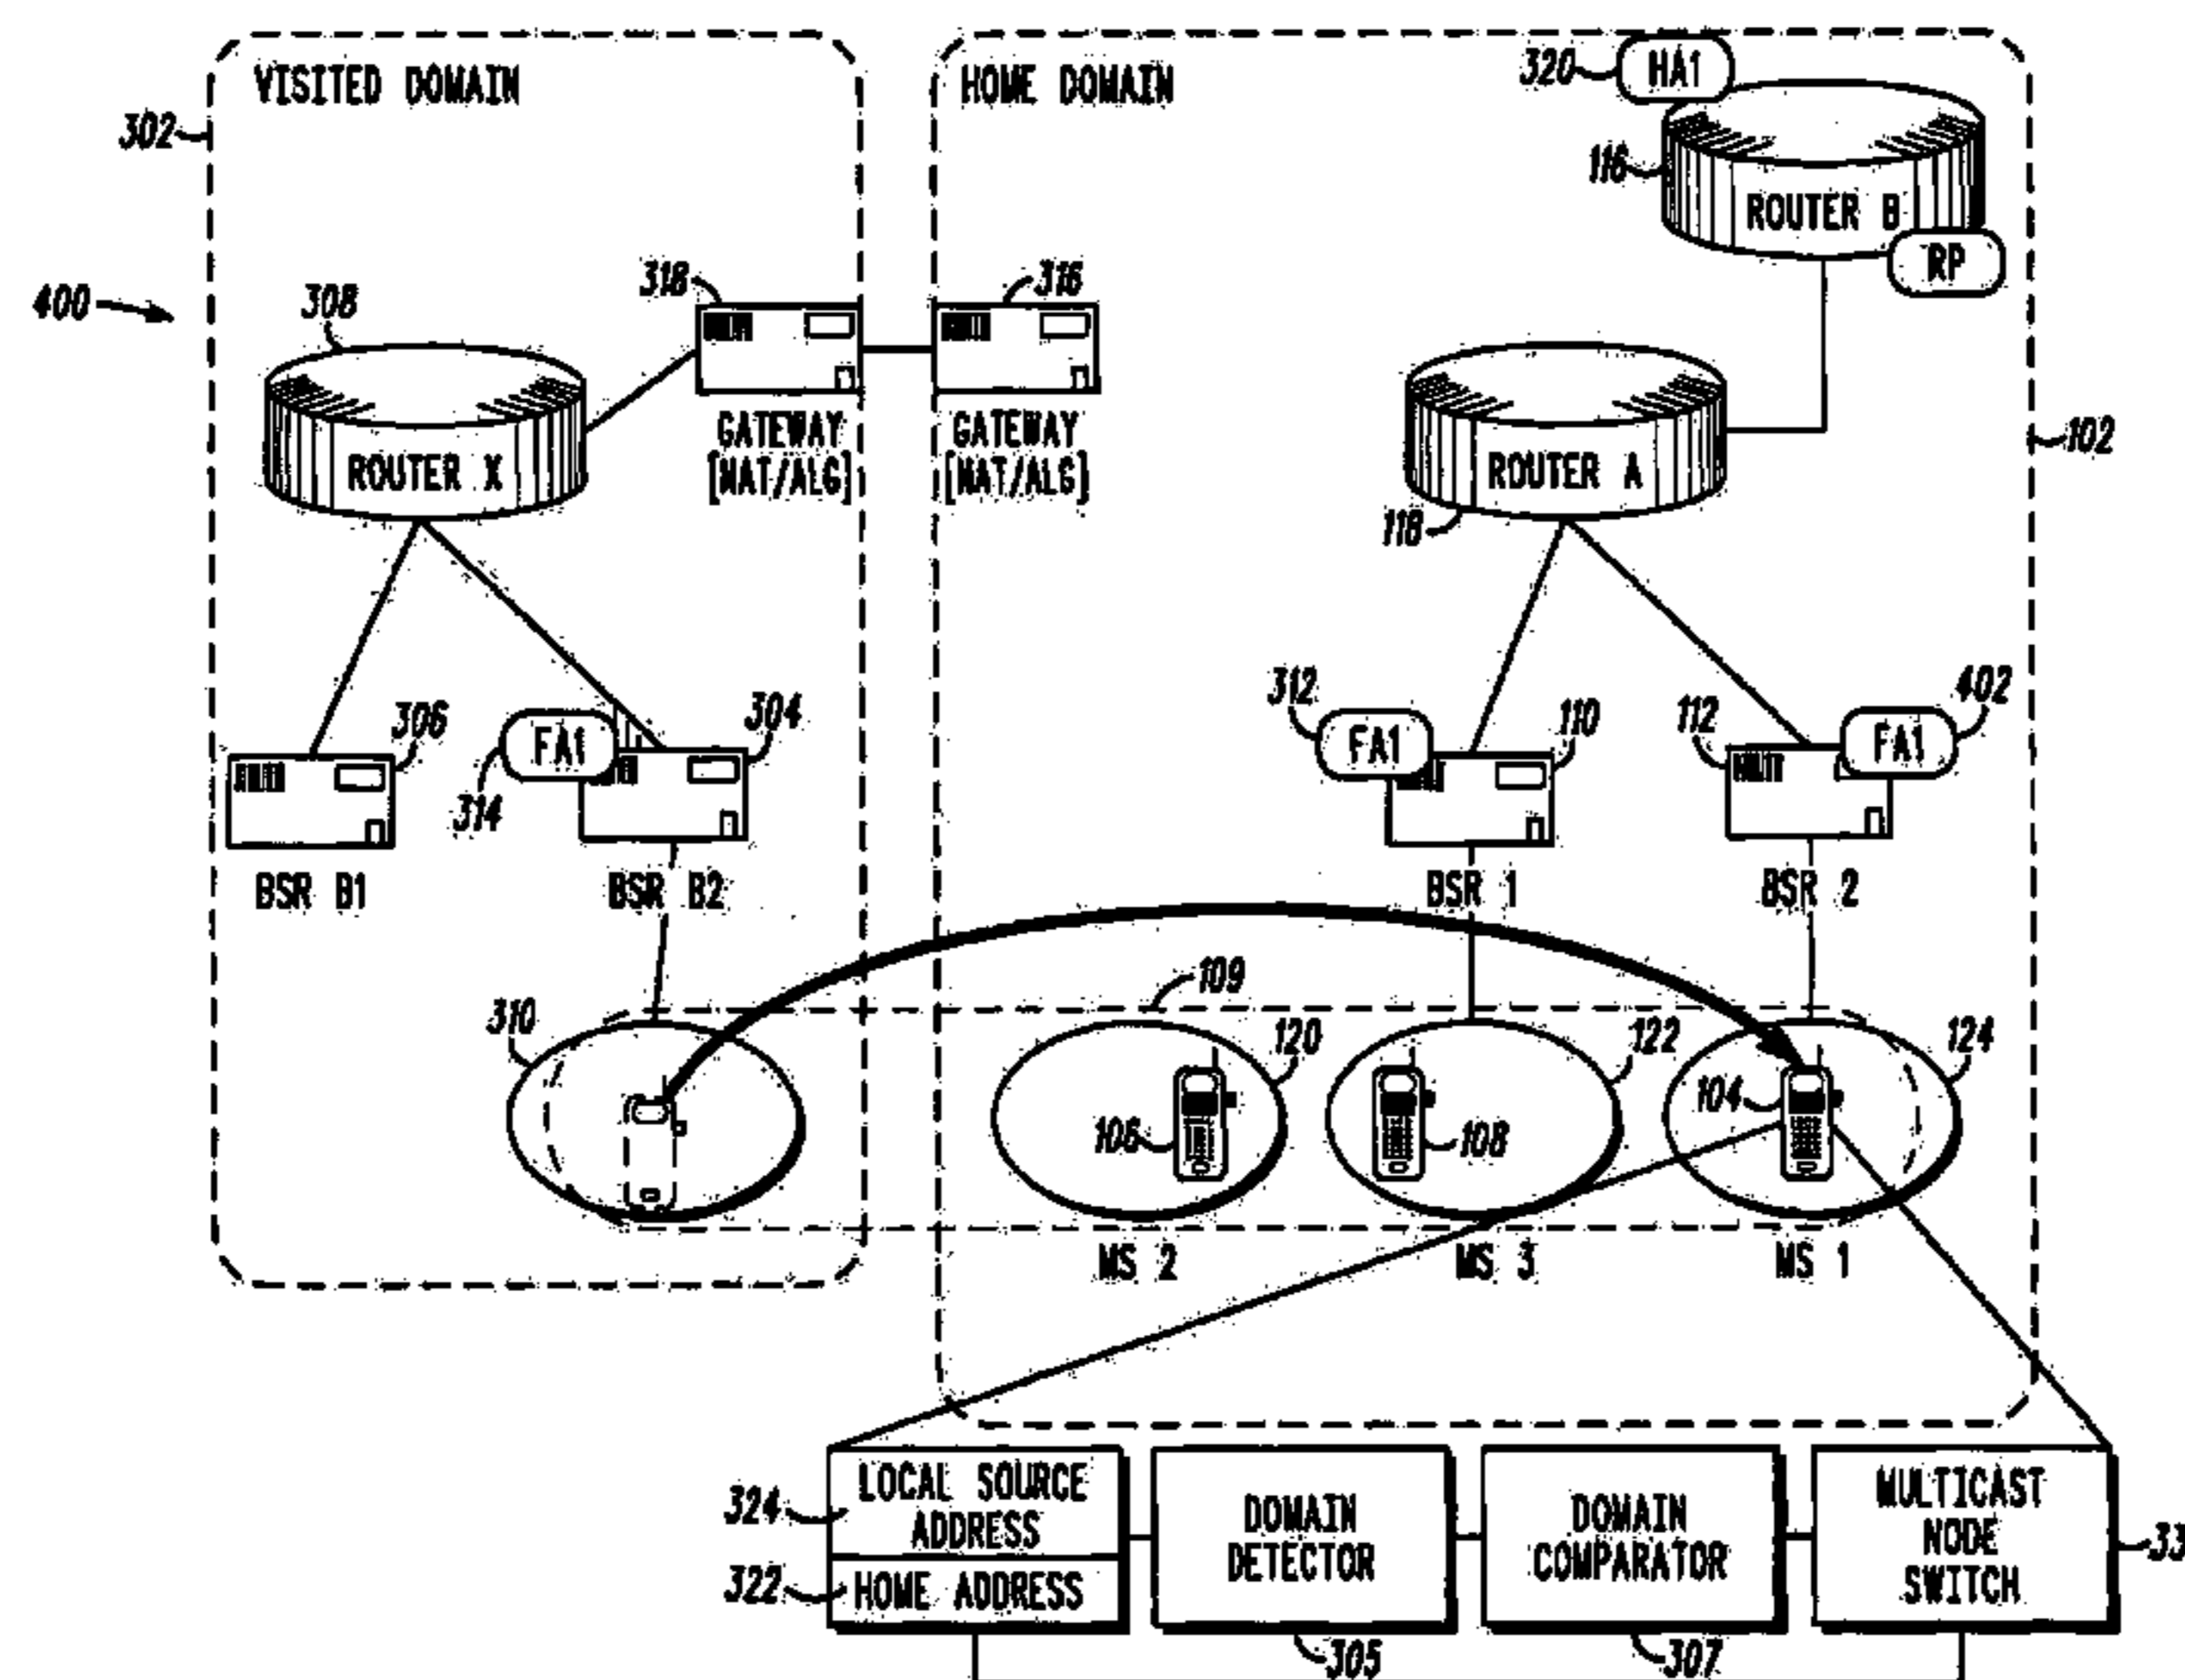 VISITED DOMAIN
HOME DOMAIN
320
HA1
302
116
ROUTER B
RP
400
308
318
316
ROUTER X
GATEWAY
[NAT/ALG]
GATEWAY
[NAT/ALG]
ROUTER A
102
118
306
FA1
304
312
FA1
110
112
FA1
402
314
BSR B1
BSR B2
BSR 1
BSR 2
109
310
120
122
124
106
108
104
MS 2
MS 3
MS 1
324
LOCAL SOURCE
ADDRESS
322
HOME ADDRESS
DOMAIN
DETECTOR
DOMAIN
COMPARATOR
MULTICAST
NODE
SWITCH
33
305
307